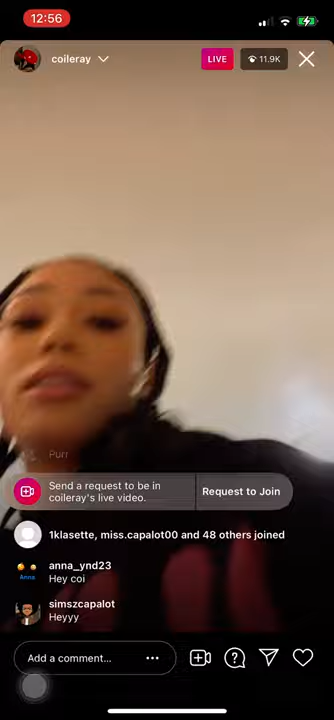 12:56
coileray
LIVE
11.9K
Purr
Send a request to be in
coileray's live video.
Request to Join
1klasette, miss.capalot00 and 48 others joined
Anna
anna_ynd23
Hey coi
simszcapalot
Heyyy
Add a comment...